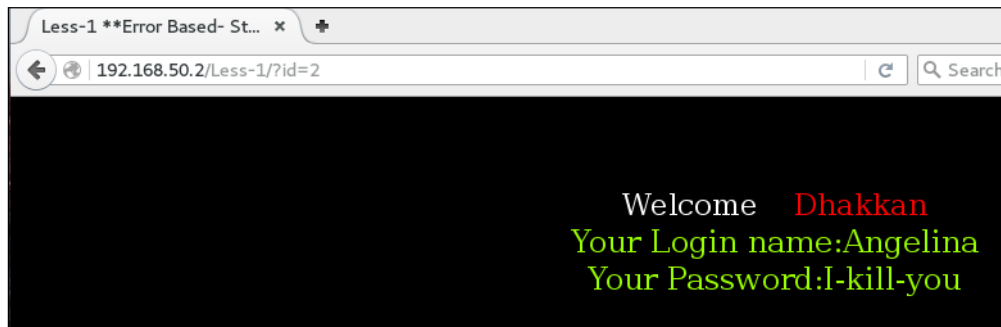 Less-1 **Error Based- St...
192.168.50.2/Less-1/?id=2
Search
Welcome Dhakkan
Your Login name:Angelina
Your Password:I-kill-you